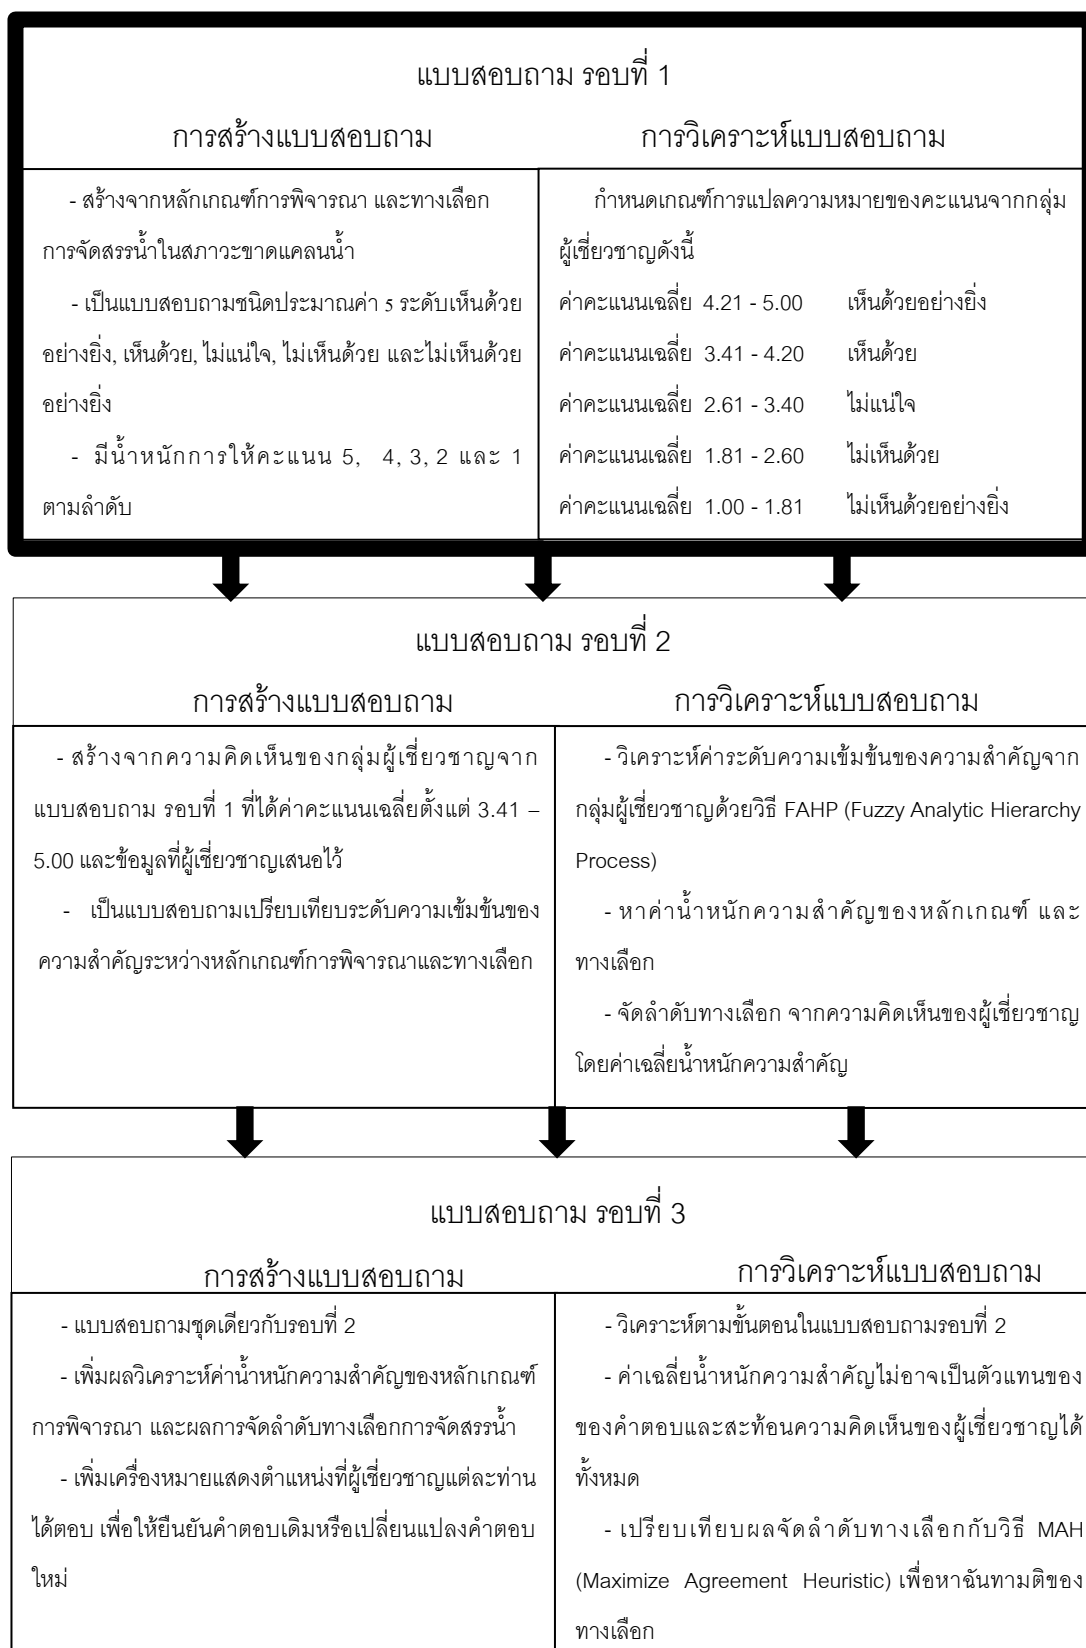 แบบสอบถาม รอบที่ 1
การสร้างแบบสอบถาม
- สร้างจากหลักเกณฑ์การพิจารณา และทางเลือก
การจัดสรรน้ำในสภาวะขาดแคลนน้ำ
- เป็นแบบสอบถามชนิดประมาณค่า 5 ระดับเห็นด้วย
อย่างยิ่ง, เห็นด้วย, ไม่แน่ใจ, ไม่เห็นด้วย และไม่เห็นด้วย
อย่างยิ่ง
- มีน้ำหนักการให้คะแนน 5, 4, 3, 2 และ 1
ตามลำดับ
การวิเคราะห์แบบสอบถาม
กำหนดเกณฑ์การแปลความหมายของคะแนนจากกลุ่ม
ผู้เชี่ยวชาญดังนี้
ค่าคะแนนเฉลี่ย 4.21 - 5.00 เห็นด้วยอย่างยิ่ง
ค่าคะแนนเฉลี่ย 3.41 - 4.20 เห็นด้วย
ค่าคะแนนเฉลี่ย 2.61 - 3.40 ไม่แน่ใจ
ค่าคะแนนเฉลี่ย 1.81 - 2.60 ไม่เห็นด้วย
ค่าคะแนนเฉลี่ย 1.00 - 1.81 ไม่เห็นด้วยอย่างยิ่ง
แบบสอบถาม รอบที่ 2
การสร้างแบบสอบถาม
- สร้างจากความคิดเห็นของกลุ่มผู้เชี่ยวชาญจาก
แบบสอบถาม รอบที่ 1 ที่ได้ค่าคะแนนเฉลี่ยตั้งแต่ 3.41 –
5.00 และข้อมูลที่ผู้เชี่ยวชาญเสนอไว้
- เป็นแบบสอบถามเปรียบเทียบระดับความเข้มข้นของ
ความสำคัญระหว่างหลักเกณฑ์การพิจารณาและทางเลือก
การวิเคราะห์แบบสอบถาม
- วิเคราะห์ค่าระดับความเข้มข้นของความสำคัญจาก
กลุ่มผู้เชี่ยวชาญด้วยวิธี FAHP (Fuzzy Analytic Hierarchy
Process)
- หาค่าน้ำหนักความสำคัญของหลักเกณฑ์ และ
ทางเลือก
- จัดลำดับทางเลือก จากความคิดเห็นของผู้เชี่ยวชาญ
โดยค่าเฉลี่ยน้ำหนักความสำคัญ
แบบสอบถาม รอบที่ 3
การสร้างแบบสอบถาม
- แบบสอบถามชุดเดียวกับรอบที่ 2
- เพิ่มผลวิเคราะห์ค่าน้ำหนักความสำคัญของหลักเกณฑ์
การพิจารณา และผลการจัดลำดับทางเลือกการจัดสรรน้ำ
- เพิ่มเครื่องหมายแสดงตำแหน่งที่ผู้เชี่ยวชาญแต่ละท่าน
ได้ตอบ เพื่อให้ยืนยันคำตอบเดิมหรือเปลี่ยนแปลงคำตอบ
ใหม่
การวิเคราะห์แบบสอบถาม
- วิเคราะห์ตามขั้นตอนในแบบสอบถามรอบที่ 2
- ค่าเฉลี่ยน้ำหนักความสำคัญไม่อาจเป็นตัวแทนของ
ของคำตอบและสะท้อนความคิดเห็นของผู้เชี่ยวชาญได้
ทั้งหมด
- เปรียบเทียบผลจัดลำดับทางเลือกกับวิธี MAH
(Maximize Agreement Heuristic) เพื่อหาฉันทามติของ
ทางเลือก